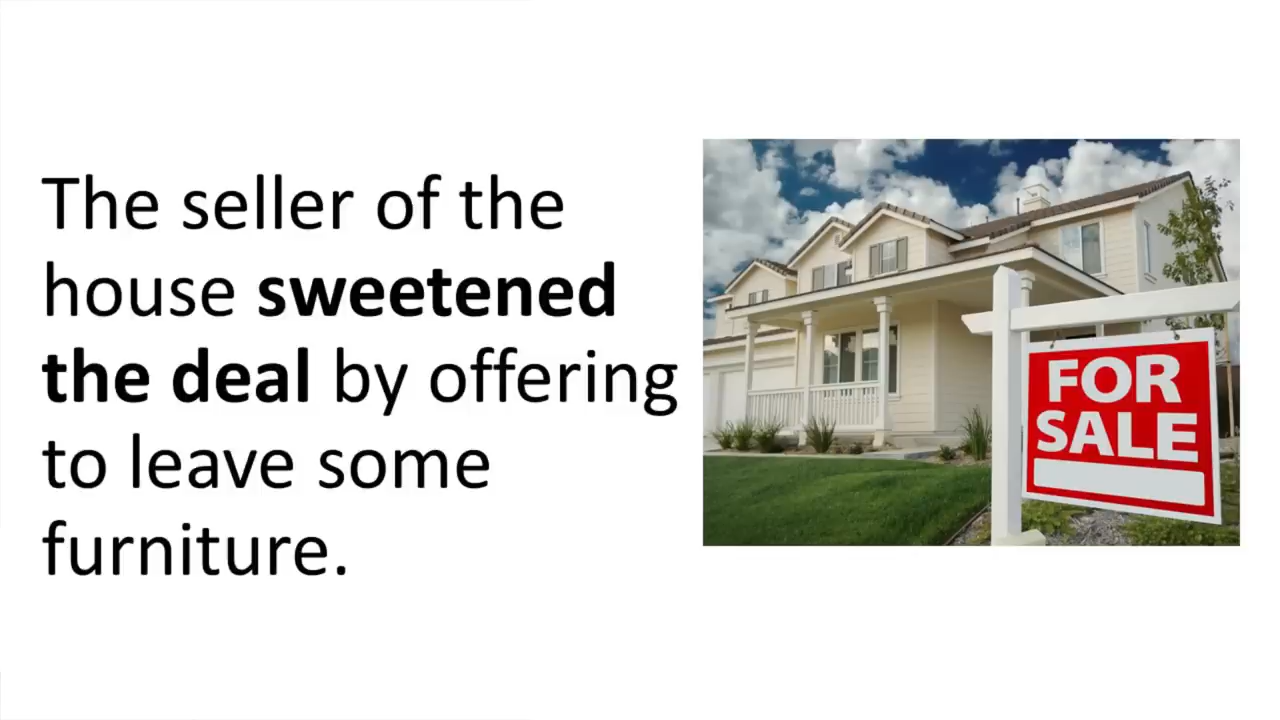 The seller of the
house sweetened
the deal by offering
to leave some
furniture.
FOR
SALE